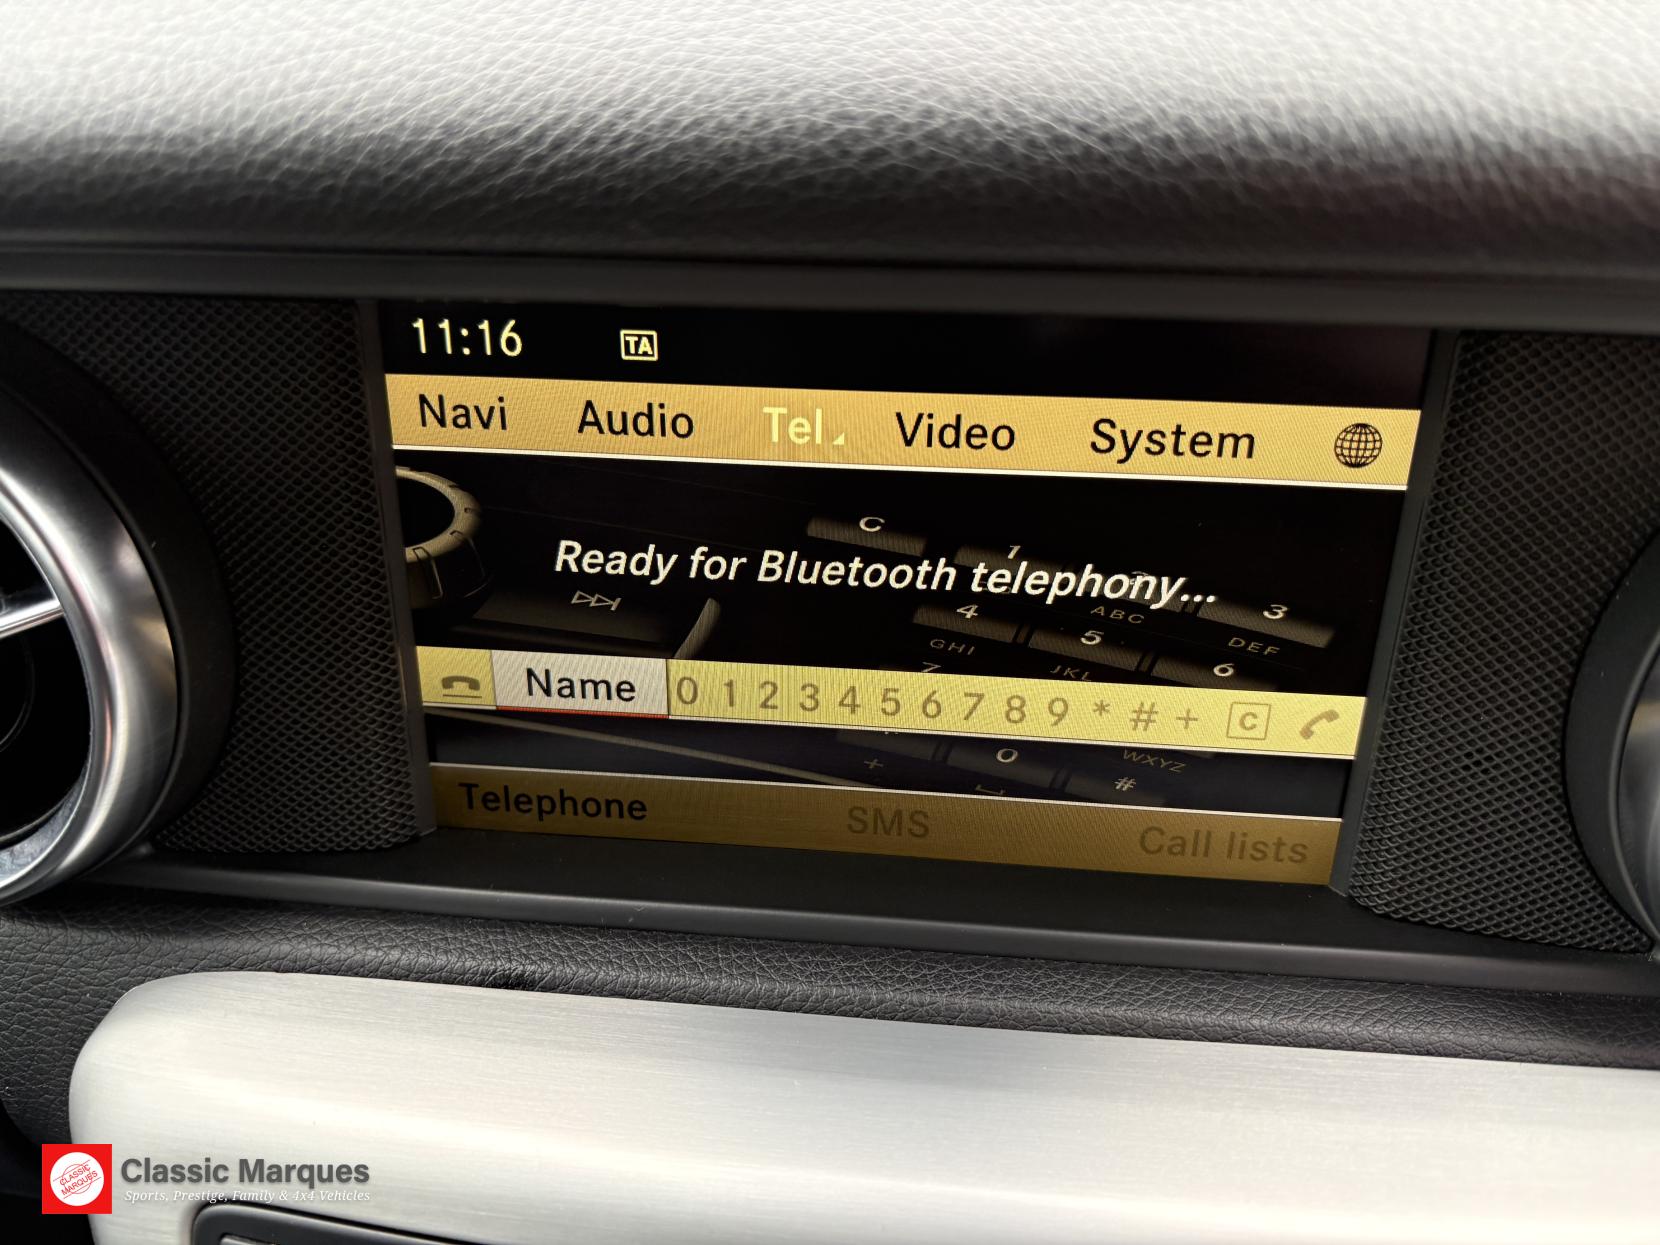 11:16 TA
Navi Audio Tel Video System
C
1
Ready for Bluetooth telephony...
4 ABC 3
GHI 5 DEF
7 JKL 6
Name 0 1 2 3 4 5 6 7 8 9 * # + C
+ 0 WXYZ
#
Telephone SMS Call lists
CLASSIC MARQUES
Classic Marques
Sports, Prestige, Family & 4x4 Vehicles